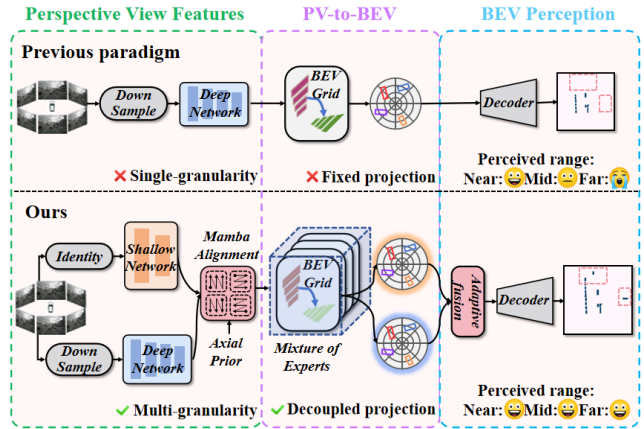 Perspective View Features
PV-to-BEV
BEV Perception
Previous paradigm
Down
Sample
Deep
Network
BEV
Grid
Decoder
Single-granularity
Fixed projection
Perceived range:
Near: Mid: Far:
Ours
Identity
Shallow
Network
Mamba
Alignment
BEV
Grid
Adaptive
fusion
Decoder
Down
Sample
Deep
Network
Axial
Prior
Mixture of
Experts
Multi-granularity
Decoupled projection
Perceived range:
Near: Mid: Far: